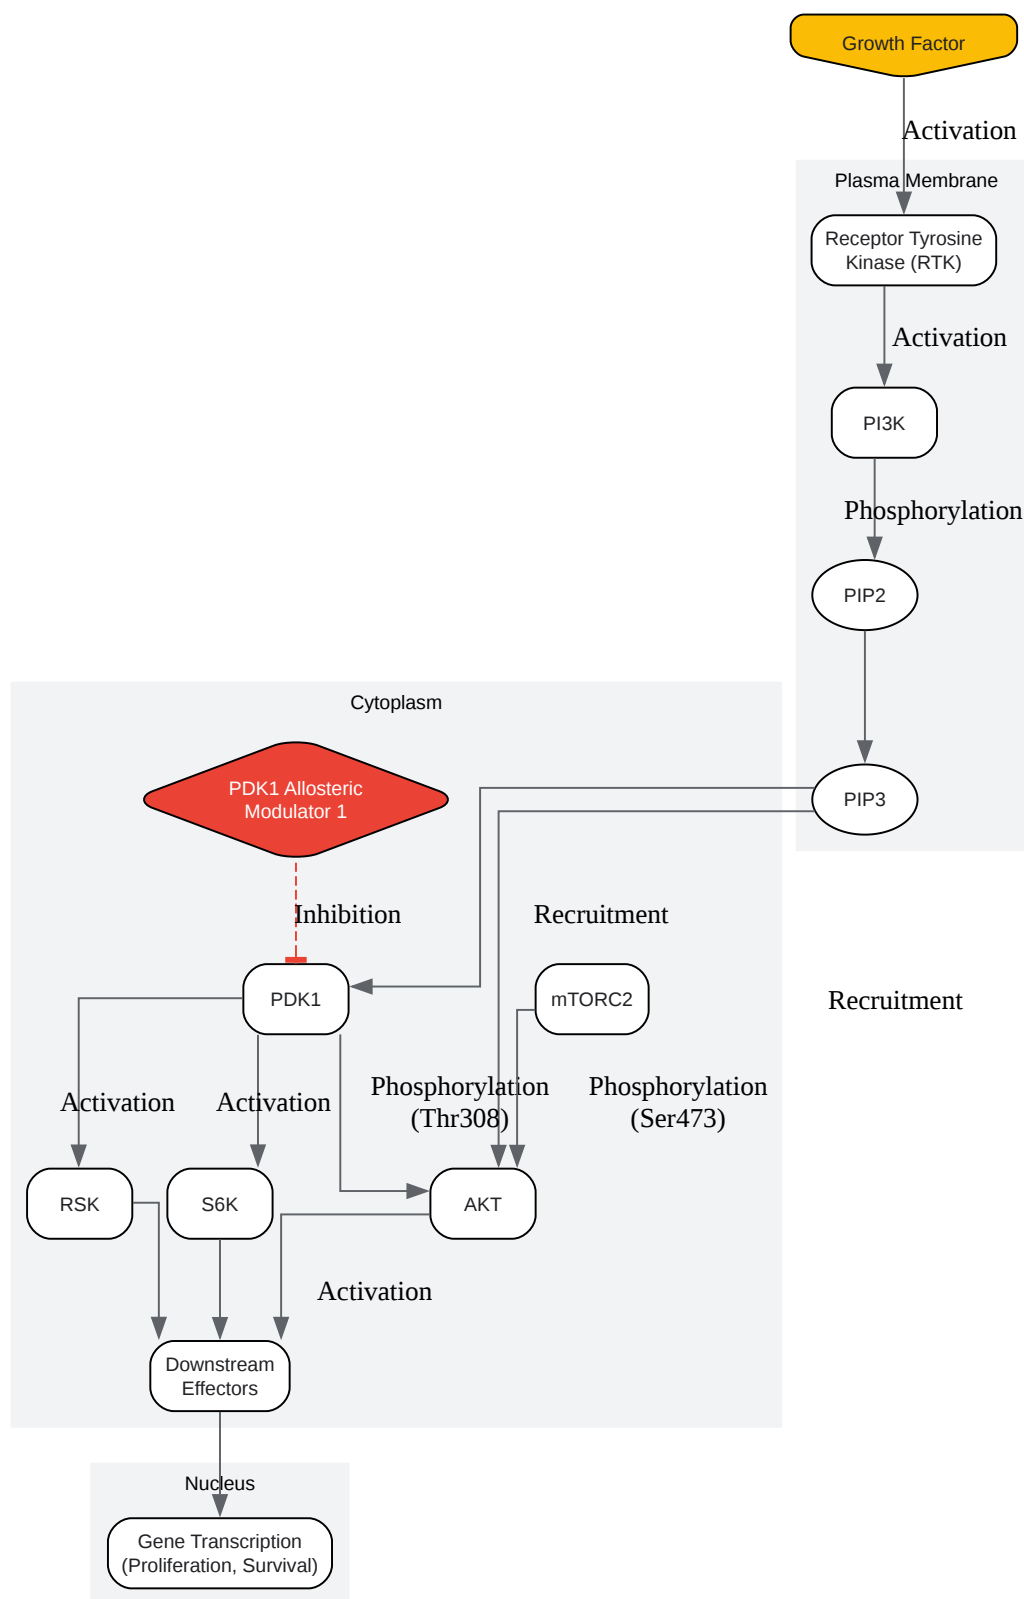 Growth Factor
Activation
Plasma Membrane
Receptor Tyrosine
Kinase (RTK)
Activation
PI3K
Phosphorylation
PIP2
Cytoplasm
PDK1 Allosteric
Modulator 1
PIP3
Inhibition
Recruitment
PDK1
mTORC2
Recruitment
Activation
Activation
Phosphorylation
(Thr308)
Phosphorylation
(Ser473)
RSK
S6K
AKT
Activation
Downstream
Effectors
Nucleus
Gene Transcription
(Proliferation, Survival)